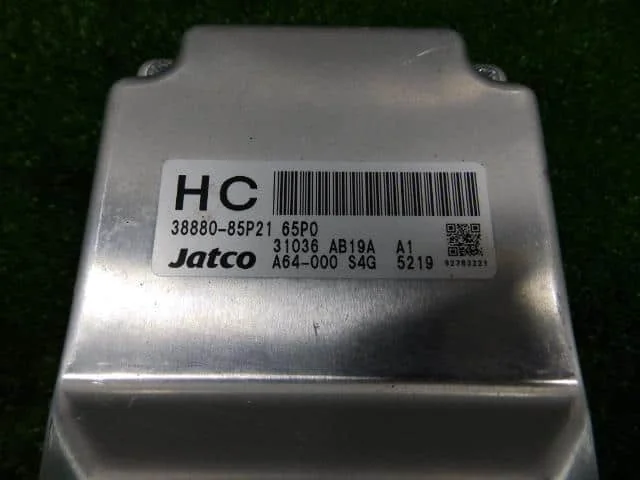 HC
38880-85P21 65P0
31036 AB19A A1
Jatco A64-000 S4G 5219